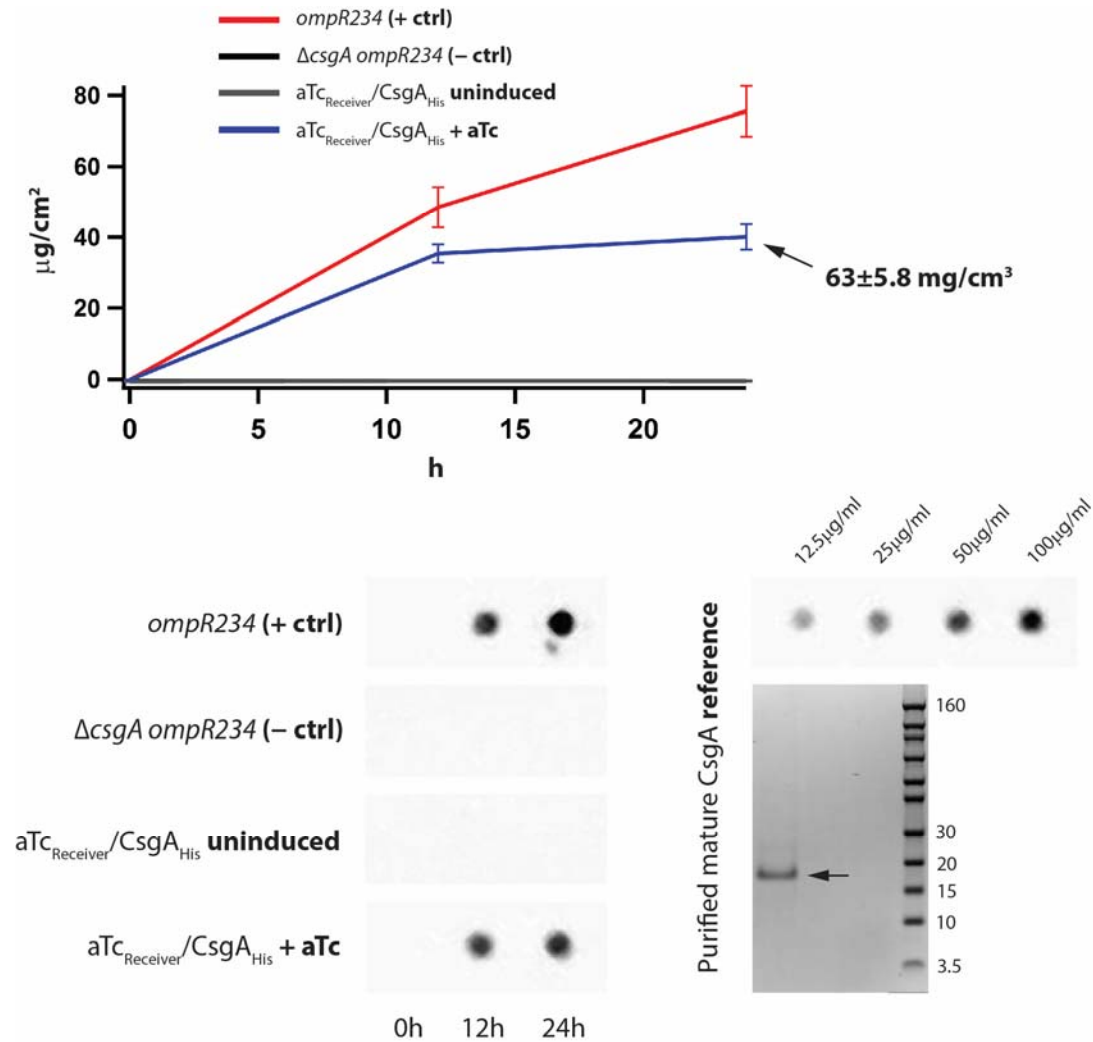 ompR234 (+ ctrl)
ΔcsgA ompR234 (– ctrl)
aTcReceiver/CsgAHis uninduced
aTcReceiver/CsgAHis + aTc
80
60
40
20
0
μg/cm²
63±5.8 mg/cm³
0
5
10
15
20
h
12.5μg/ml
25μg/ml
50μg/ml
100μg/ml
ompR234 (+ ctrl)
ΔcsgA ompR234 (– ctrl)
aTcReceiver/CsgAHis uninduced
aTcReceiver/CsgAHis + aTc
0h
12h
24h
Purified mature CsgA reference
160
30
20
15
10
3.5